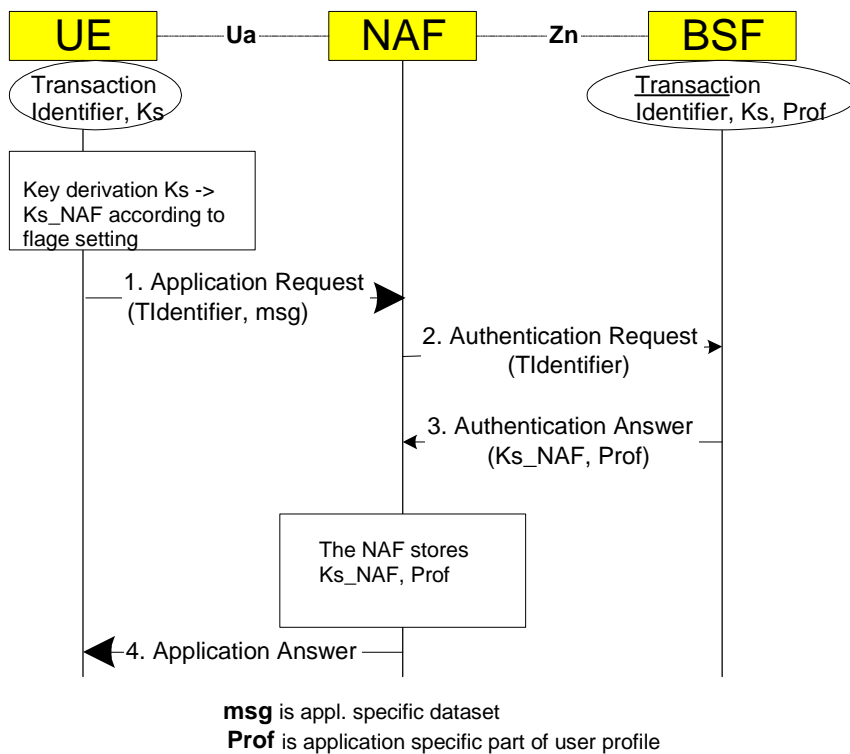 UE Ua NAF Zn BSF
Transaction
Identifier, Ks
Transaction
Identifier, Ks, Prof
Key derivation Ks ->
Ks_NAF according to
flage setting
1. Application Request
(TIdentifier, msg)
2. Authentication Request
(TIdentifier)
3. Authentication Answer
(Ks_NAF, Prof)
The NAF stores
Ks_NAF, Prof
4. Application Answer
msg is appl. specific dataset
Prof is application specific part of user profile